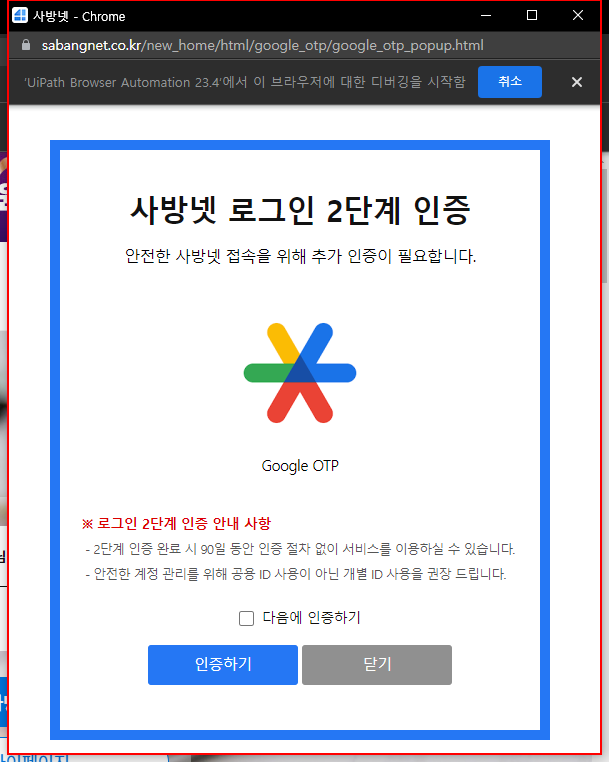 사방넷 - Chrome
sabangnet.co.kr/new_home/html/google_otp/google_otp_popup.html
'UiPath Browser Automation 23.4'에서 이 브라우저에 대한 디버깅을 시작함
취소
사방넷 로그인 2단계 인증
안전한 사방넷 접속을 위해 추가 인증이 필요합니다.
Google OTP
※ 로그인 2단계 인증 안내 사항
- 2단계 인증 완료 시 90일 동안 인증 절차 없이 서비스를 이용하실 수 있습니다.
- 안전한 계정 관리를 위해 공용 ID 사용이 아닌 개별 ID 사용을 권장 드립니다.
다음에 인증하기
인증하기
닫기